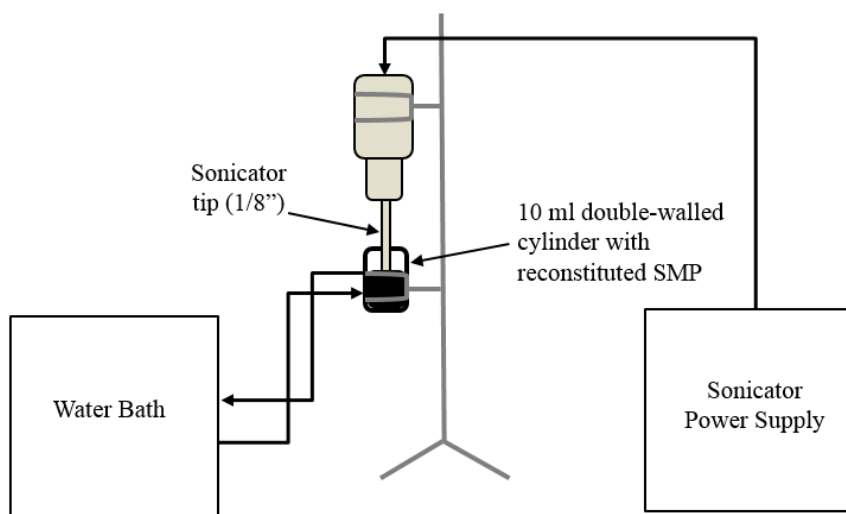 Sonicator
tip (1/8”)
10 ml double-walled
cylinder with
reconstituted SMP
Water Bath
Sonicator
Power Supply